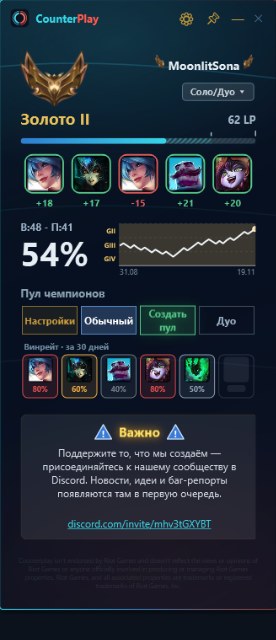 CounterPlay
MoonlitSona
Соло/Дуо
Золото II
62 LP
+18 +17 -15 +21 +20
В:48 - П:41
54%
GII
GIII
GIV
31.08 19.11
Пул чемпионов
Настройки Обычный Создать пул Дуо
Винрейт · за 30 дней
80% 60% 40% 80% 50%
Важно
Поддержите то, что мы создаём —
присоединяйтесь к нашему сообществу в
Discord. Новости, идеи и баг-репорты
появляются там в первую очередь.
discord.com/invite/mhv3tGXYBT